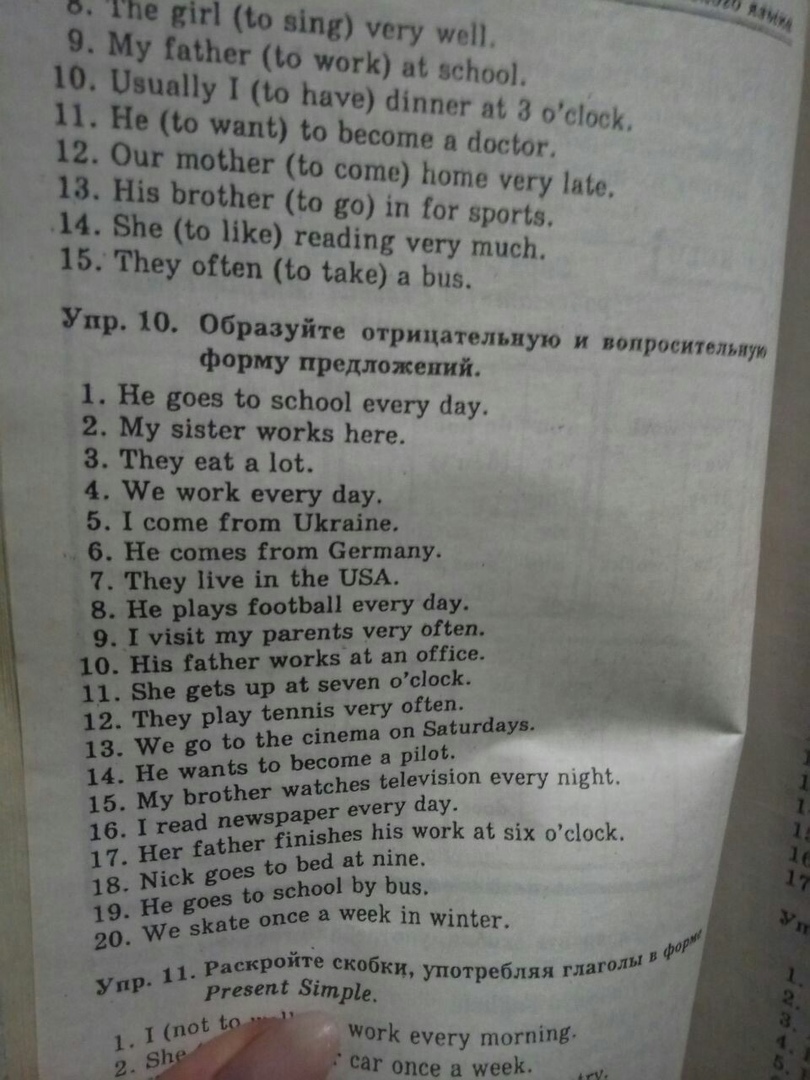 8. The girl (to sing) very well.
9. My father (to work) at school.
10. Usually I (to have) dinner at 3 o'clock.
11. He (to want) to become a doctor.
12. Our mother (to come) home very late.
13. His brother (to go) in for sports.
14. She (to like) reading very much.
15. They often (to take) a bus.
Упр. 10. Образуйте отрицательную и вопросительную
форму предложений.
1. He goes to school every day.
2. My sister works here.
3. They eat a lot.
4. We work every day.
5. I come from Ukraine.
6. He comes from Germany.
7. They live in the USA.
8. He plays football every day.
9. I visit my parents very often.
10. His father works at an office.
11. She gets up at seven o'clock.
12. They play tennis very often.
13. We go to the cinema on Saturdays.
14. He wants to become a pilot.
15. My brother watches television every night.
16. I read newspaper every day.
17. Her father finishes his work at six o'clock.
18. Nick goes to bed at nine.
19. He goes to school by bus.
20. We skate once a week in winter.
Упр. 11. Раскройте скобки, употребляя глаголы в форме
Present Simple.
1. I (not to work every morning.
2. She car once a week.